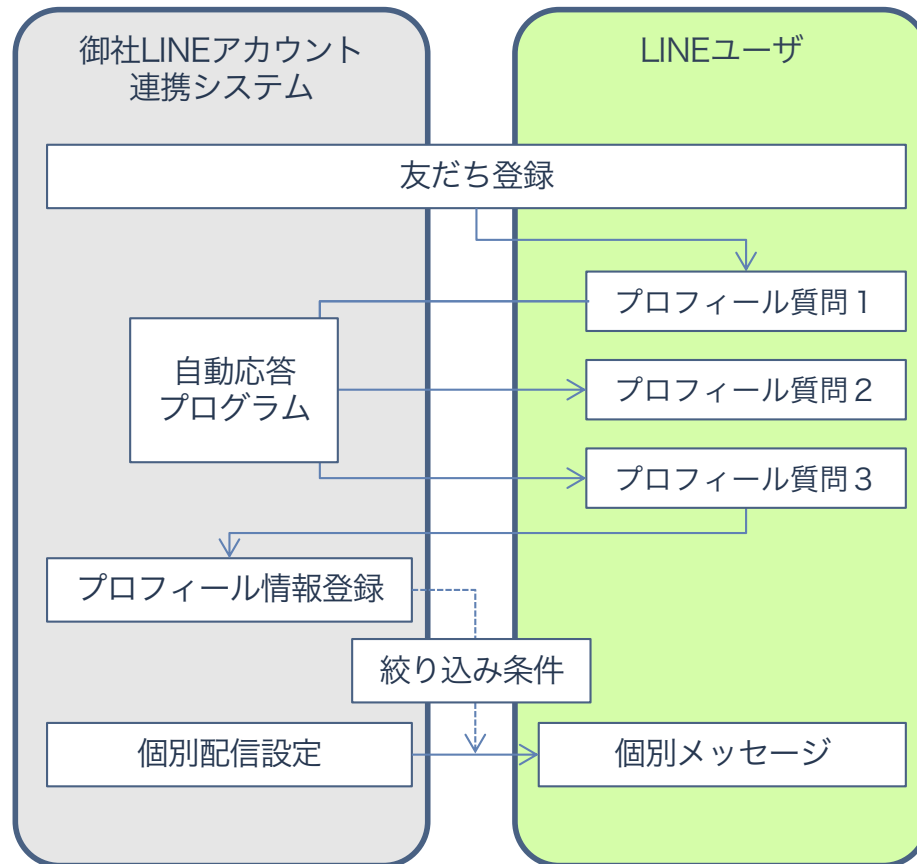 御社LINEアカウント
連携システム
LINEユーザ
友だち登録
プロフィール質問１
自動応答
プログラム
プロフィール質問２
プロフィール質問３
プロフィール情報登録
絞り込み条件
個別配信設定
個別メッセージ